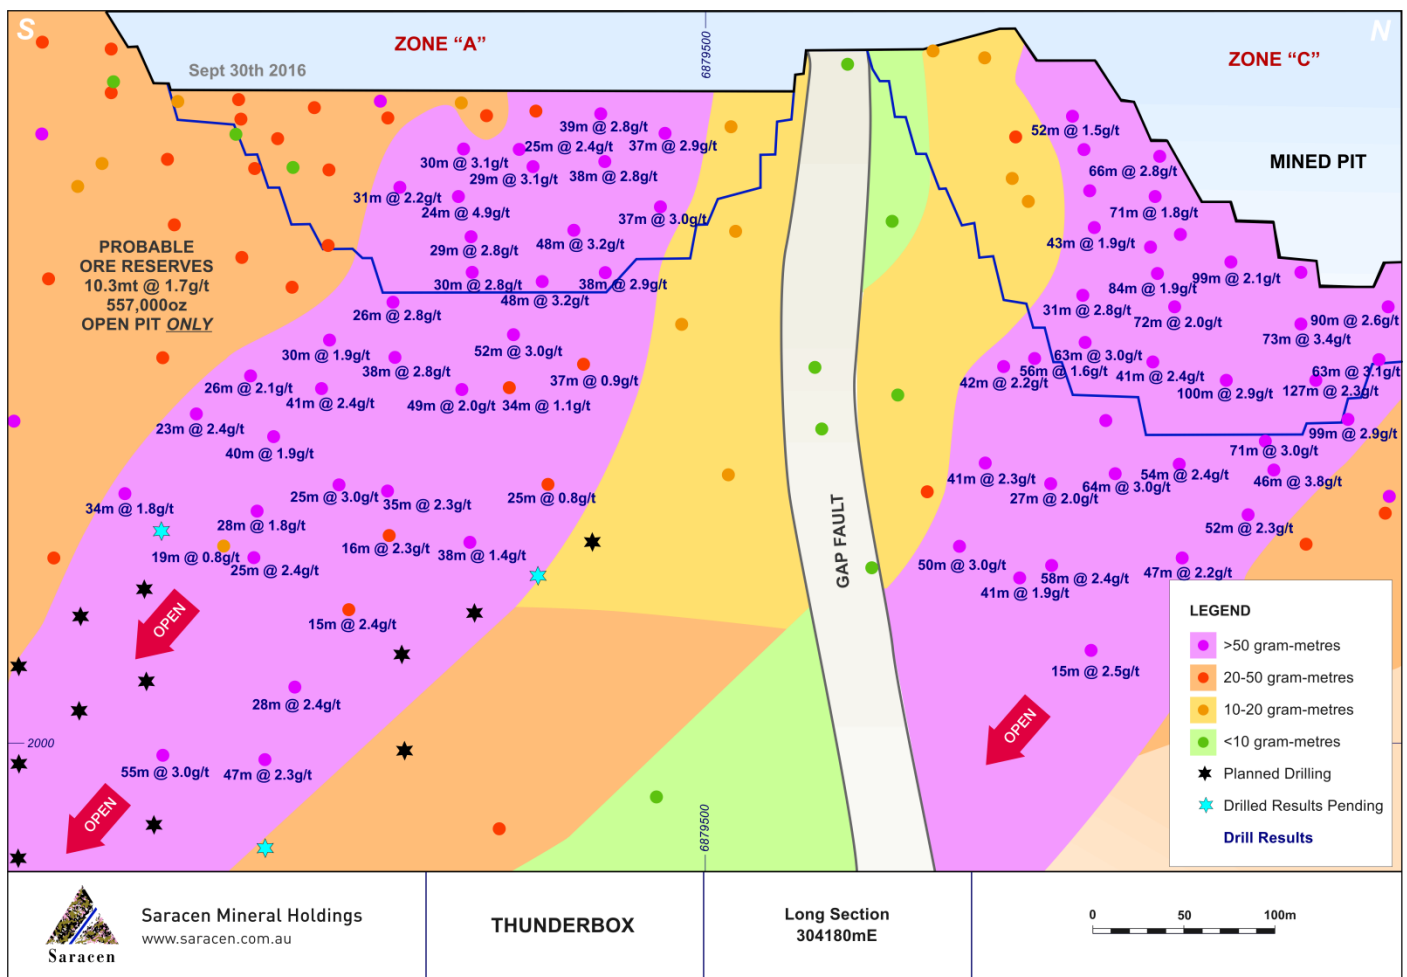 S
ZONE “A”
6879500
N
ZONE “C”
Sept 30th 2016
MINED PIT
39m @ 2.8g/t
52m @ 1.5g/t
25m @ 2.4g/t
37m @ 2.9g/t
30m @ 3.1g/t
66m @ 2.8g/t
29m @ 3.1g/t
38m @ 2.8g/t
31m @ 2.2g/t
24m @ 4.9g/t
37m @ 3.0g/t
71m @ 1.8g/t
PROBABLE
ORE RESERVES
10.3mt @ 1.7g/t
557,000oz
OPEN PIT ONLY
29m @ 2.8g/t
48m @ 3.2g/t
43m @ 1.9g/t
30m @ 2.8g/t
38m @ 2.9g/t
99m @ 2.1g/t
48m @ 3.2g/t
84m @ 1.9g/t
26m @ 2.8g/t
31m @ 2.8g/t
72m @ 2.0g/t
90m @ 2.6g/t
73m @ 3.4g/t
30m @ 1.9g/t
52m @ 3.0g/t
63m @ 3.0g/t
38m @ 2.8g/t
56m @ 1.6g/t
63m @ 3.1g/t
26m @ 2.1g/t
37m @ 0.9g/t
42m @ 2.2g/t
41m @ 2.4g/t
41m @ 2.4g/t
49m @ 2.0g/t
34m @ 1.1g/t
100m @ 2.9g/t
127m @ 2.3g/t
23m @ 2.4g/t
99m @ 2.9g/t
40m @ 1.9g/t
71m @ 3.0g/t
41m @ 2.3g/t
54m @ 2.4g/t
46m @ 3.8g/t
25m @ 3.0g/t
35m @ 2.3g/t
25m @ 0.8g/t
27m @ 2.0g/t
64m @ 3.0g/t
34m @ 1.8g/t
28m @ 1.8g/t
52m @ 2.3g/t
19m @ 0.8g/t
16m @ 2.3g/t
38m @ 1.4g/t
25m @ 2.4g/t
50m @ 3.0g/t
58m @ 2.4g/t
47m @ 2.2g/t
41m @ 1.9g/t
GAP FAULT
OPEN
15m @ 2.4g/t
15m @ 2.5g/t
28m @ 2.4g/t
OPEN
2000
55m @ 3.0g/t
47m @ 2.3g/t
OPEN
6879500
LEGEND
>50 gram-metres
20-50 gram-metres
10-20 gram-metres
<10 gram-metres
Planned Drilling
Drilled Results Pending
Drill Results
Saracen
Saracen Mineral Holdings
www.saracen.com.au
THUNDERBOX
Long Section
304180mE
0 50 100m